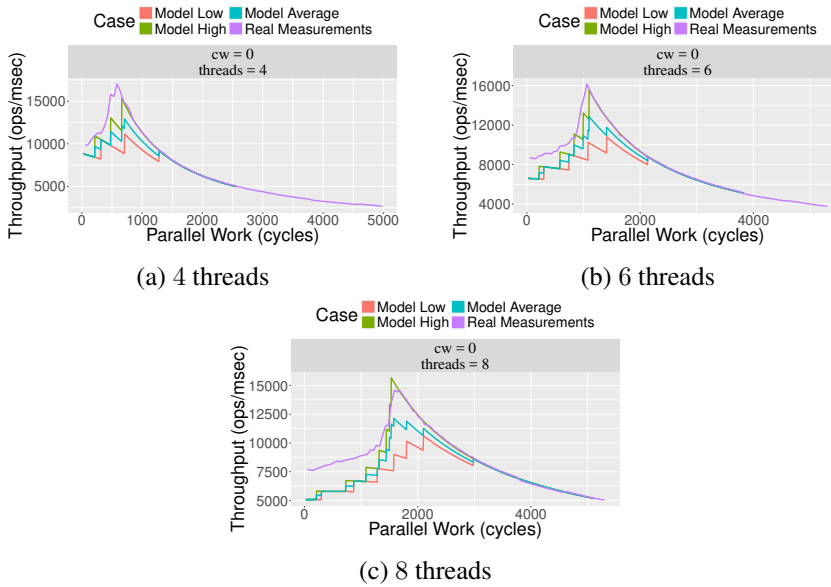 Case Model Low Model Average
Model High Real Measurements
cw = 0
threads = 4
Throughput (ops/msec)
15000
10000
5000
0 1000 2000 3000 4000 5000
Parallel Work (cycles)
(a) 4 threads
Case Model Low Model Average
Model High Real Measurements
cw = 0
threads = 6
Throughput (ops/msec)
16000
12000
8000
4000
0 2000 4000
Parallel Work (cycles)
(b) 6 threads
Case Model Low Model Average
Model High Real Measurements
cw = 0
threads = 8
Throughput (ops/msec)
15000
12500
10000
7500
5000
0 2000 4000
Parallel Work (cycles)
(c) 8 threads